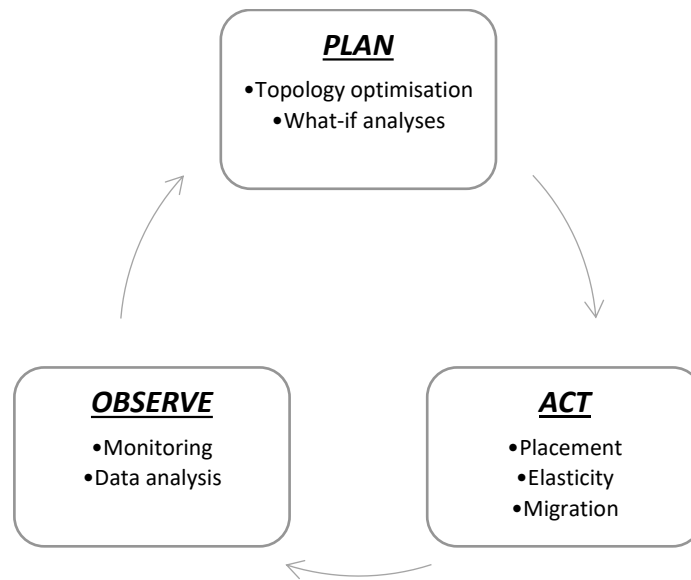 PLAN
•Topology optimisation
•What-if analyses
OBSERVE
•Monitoring
•Data analysis
ACT
•Placement
•Elasticity
•Migration